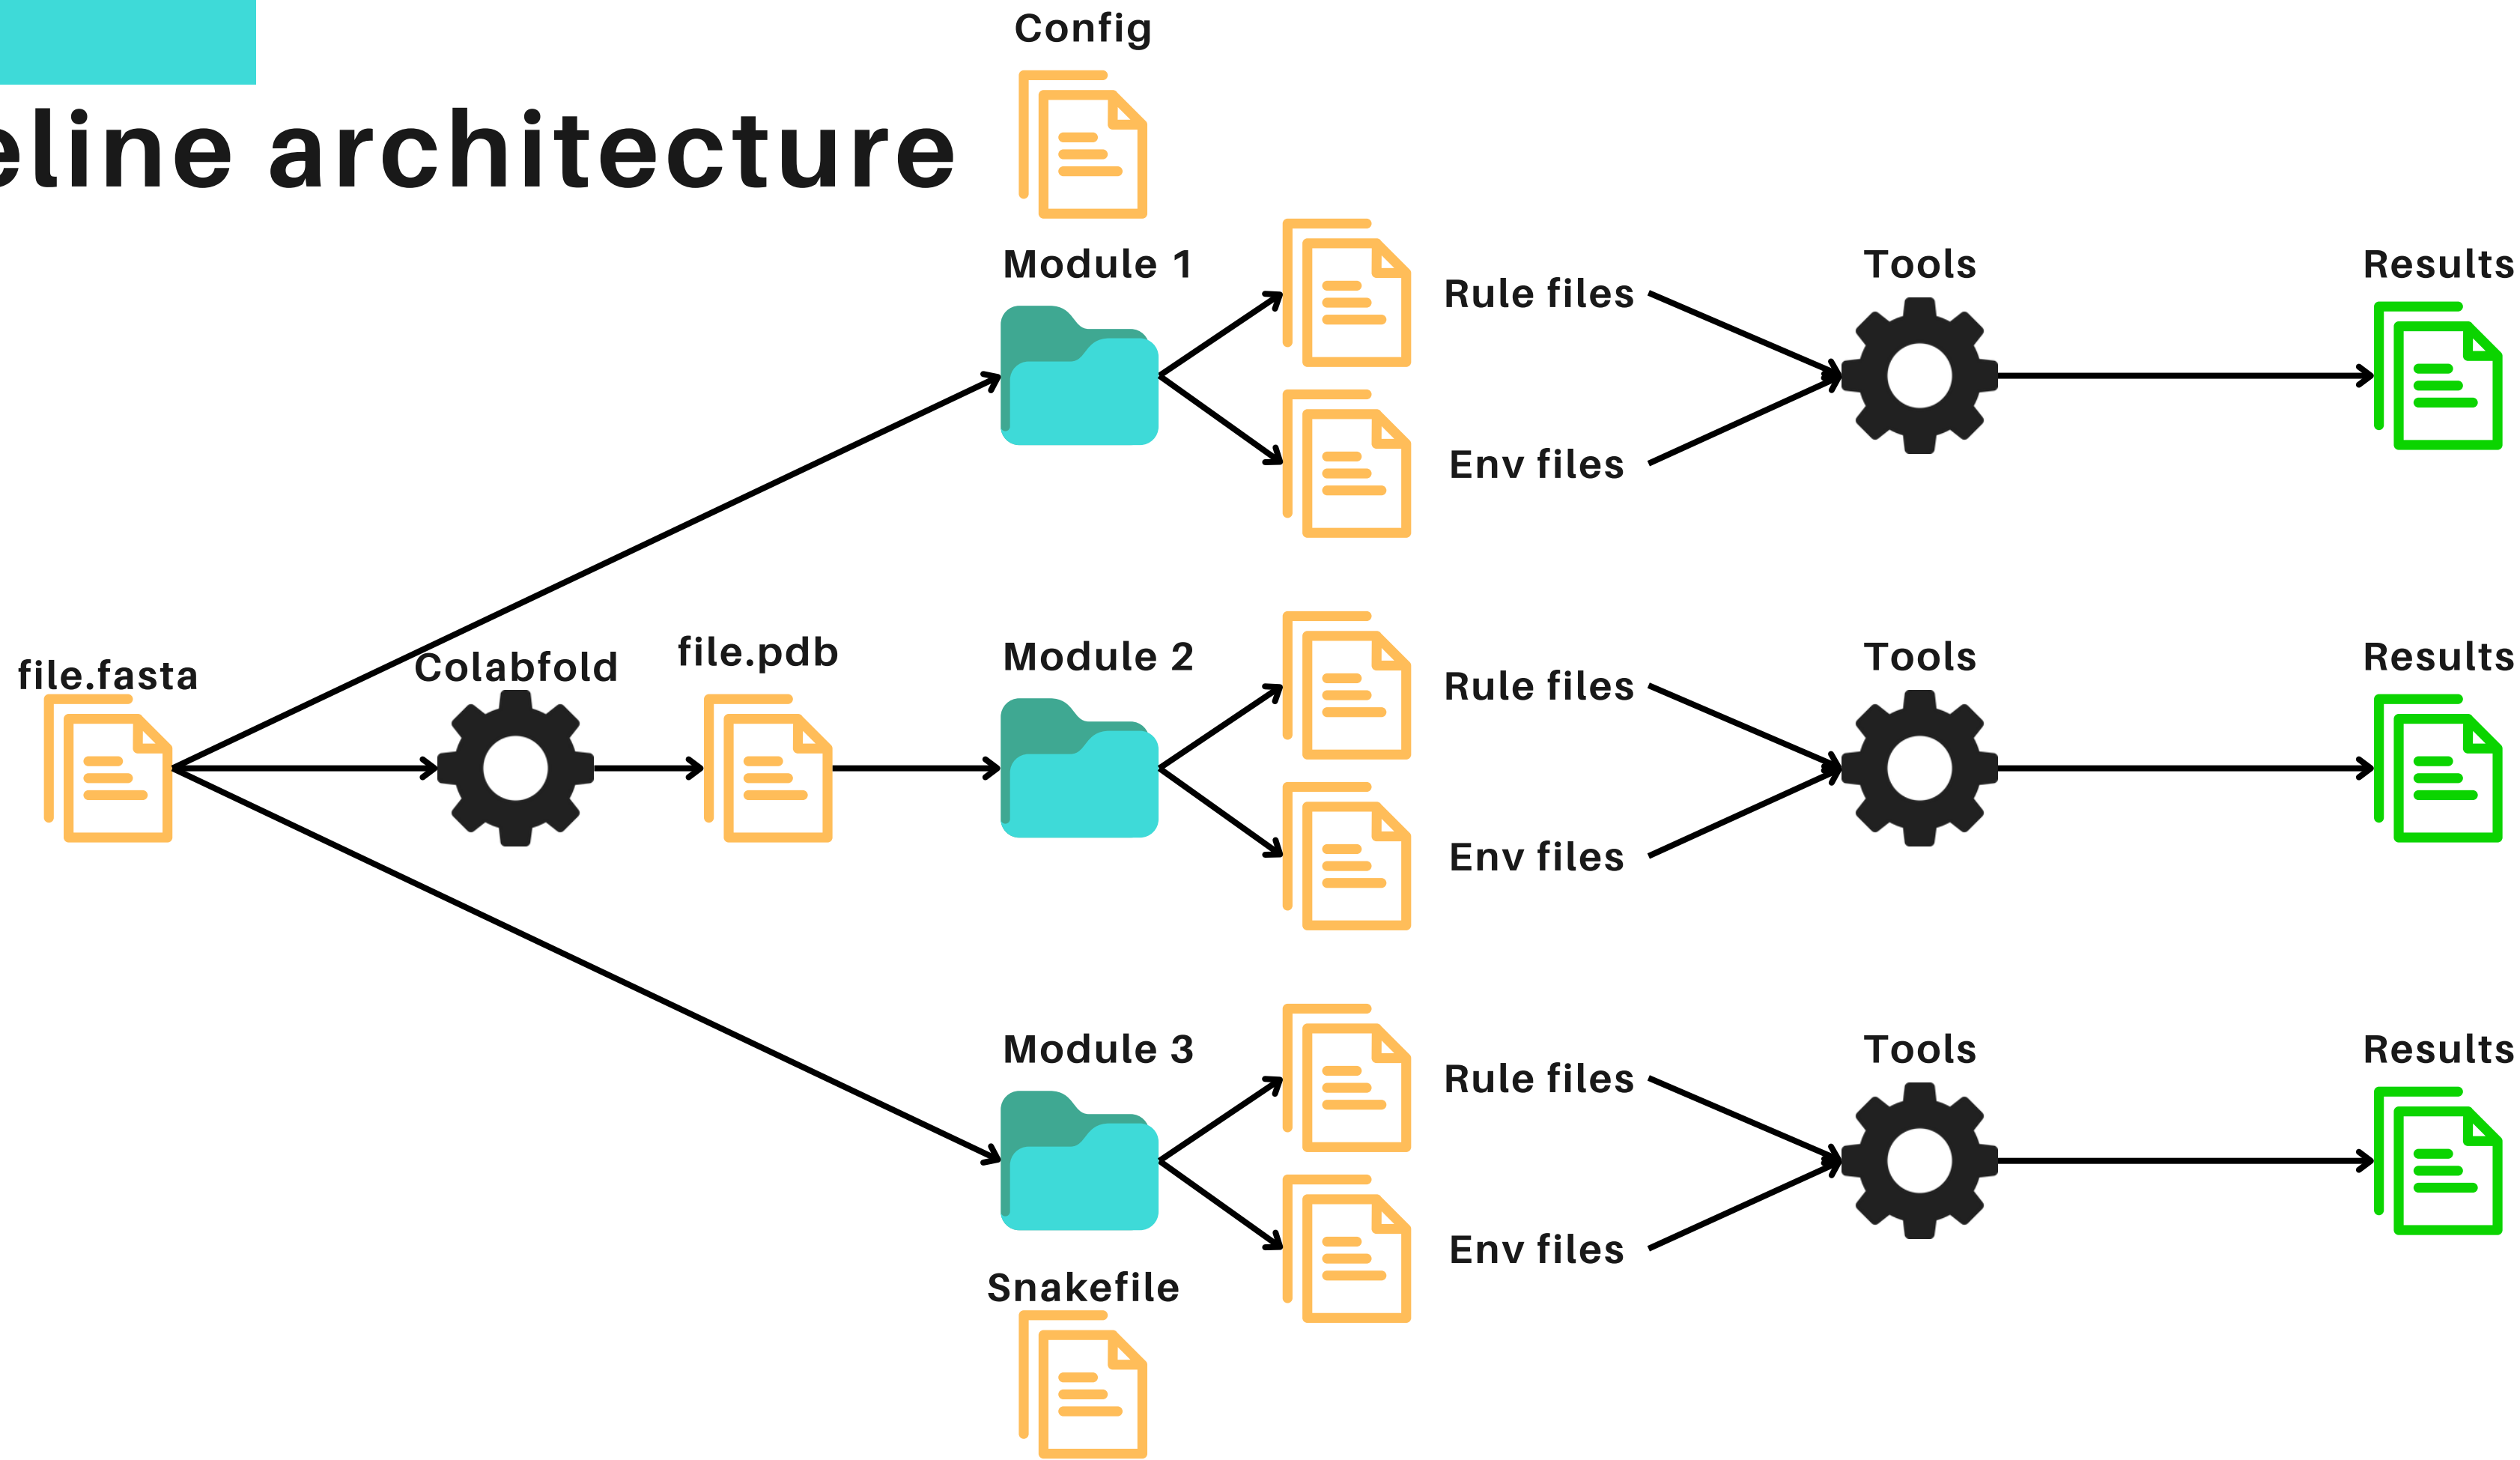 Config
eline architecture
Module 1
Rule files
Tools
Results
Env files
file.fasta
Colabfold
file.pdb
Module 2
Rule files
Tools
Results
Env files
Module 3
Rule files
Tools
Results
Env files
Snakefile